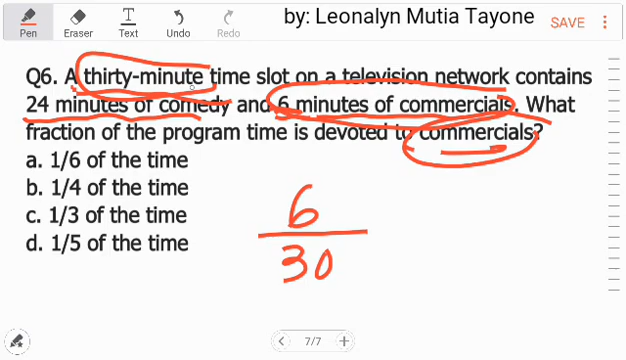 by: Leonalyn Mutia Tayone
Pen
Eraser
Text
Undo
Redo
SAVE
Q6. A thirty-minute time slot on a television network contains
24 minutes of comedy and 6 minutes of commercials. What
fraction of the program time is devoted to commercials?
a. 1/6 of the time
b. 1/4 of the time
c. 1/3 of the time
d. 1/5 of the time
6
30
7/7